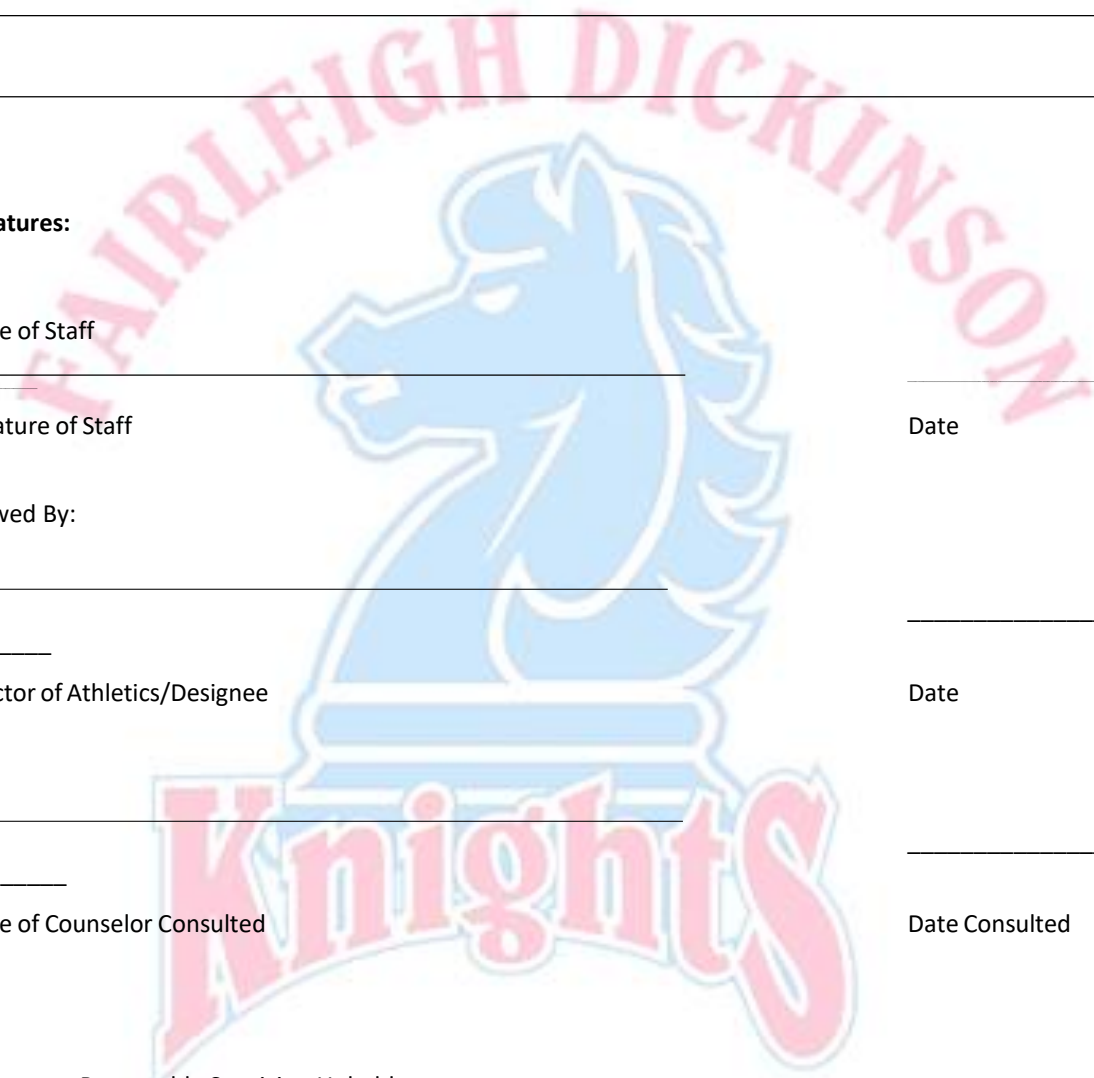 FAIRLEIGH DICKINSON
atures:
e of Staff
ature of Staff Date
wed By:
ctor of Athletics/Designee Date
Knights
e of Counselor Consulted Date Consulted